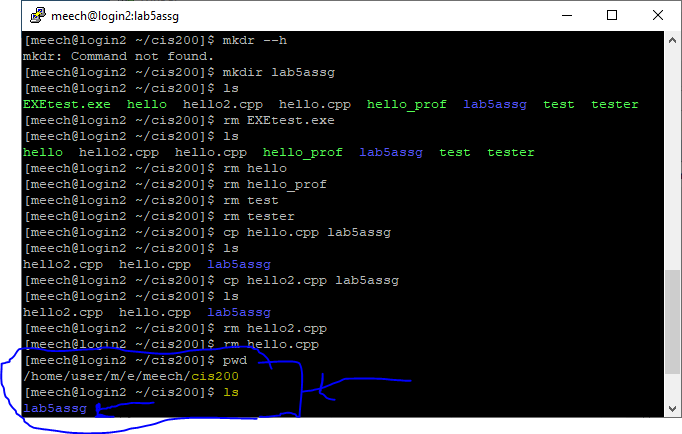 meech@login2:lab5assg
[meech@login2 ~/cis200]$ mkdr --h
mkdr: Command not found.
[meech@login2 ~/cis200]$ mkdir lab5assg
[meech@login2 ~/cis200]$ ls
EXEtest.exe hello hello2.cpp hello.cpp hello_prof lab5assg test tester
[meech@login2 ~/cis200]$ rm EXEtest.exe
[meech@login2 ~/cis200]$ ls
hello hello2.cpp hello.cpp hello_prof lab5assg test tester
[meech@login2 ~/cis200]$ rm hello
[meech@login2 ~/cis200]$ rm hello_prof
[meech@login2 ~/cis200]$ rm test
[meech@login2 ~/cis200]$ rm tester
[meech@login2 ~/cis200]$ cp hello.cpp lab5assg
[meech@login2 ~/cis200]$ ls
hello2.cpp hello.cpp lab5assg
[meech@login2 ~/cis200]$ cp hello2.cpp lab5assg
[meech@login2 ~/cis200]$ ls
hello2.cpp hello.cpp lab5assg
[meech@login2 ~/cis200]$ rm hello2.cpp
[meech@login2 ~/cis200]$ rm hello.cpp
[meech@login2 ~/cis200]$ pwd
/home/user/m/e/meech/cis200
[meech@login2 ~/cis200]$ ls
lab5assg